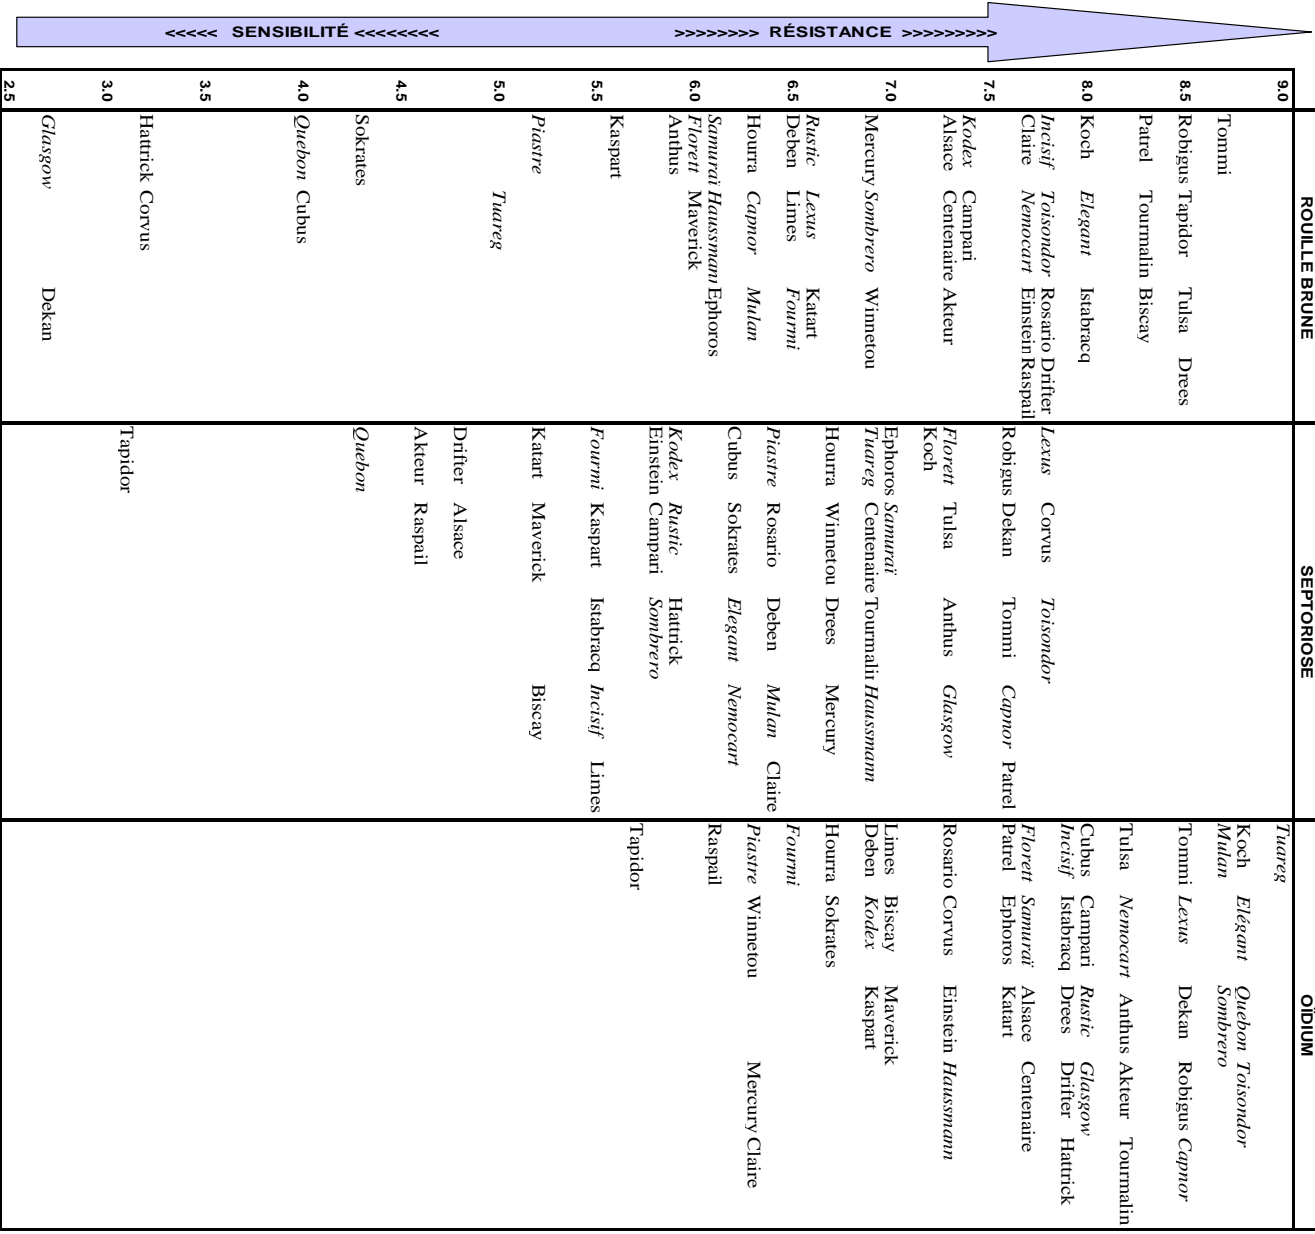 <<<<< SENSIBILITÉ <<<<<<<< >>>>>>>> RÉSISTANCE >>>>>>>>>
2.5 3.0 3.5 4.0 4.5 5.0 5.5 6.0 6.5 7.0 7.5 8.0 8.5 9.0
ROUILLE BRUNE
Tommi
Robigus Tapidor Tulsa Drees
Patrel Tourmalin Biscay
Koch Elegant Istabracq
Incisif Toisondor Rosario Drifter
Claire Nemocart Einstein Raspail
Kodex Campari
Alsace Centenaire Akteur
Mercury Sombrero Winnetou
Rustic Lexus Katart
Deben Limes Fourmi
Hourra Capnor Mulan
Samuraï Haussmann Ephoros
Florett Maverick
Anthus
Kaspart
Piastre
Tuareg
Sokrates
Quebon Cubus
Hattrick Corvus
Glasgow Dekan
SEPTORIOSE
Lexus Corvus Toisondor
Robigus Dekan Tommi Capnor Patrel
Florett Tulsa Anthus Glasgow
Koch
Ephoros Samuraï
Tuareg Centenaire Tourmalin Haussmann
Hourra Winnetou Drees Mercury
Piastre Rosario Deben Mulan Claire
Cubus Sokrates Elegant Nemocart
Kodex Rustic Hattrick
Einstein Campari Sombrero
Fourmi Kaspart Istabracq Incisif Limes
Katart Maverick Biscay
Drifter Alsace
Akteur Raspail
Quebon
Tapidor
OÏDIUM
Tuareg
Koch Elégant Quebon Toisondor
Mulan Sombrero
Tommi Lexus Dekan Robigus Capnor
Tulsa Nemocart Anthus Akteur Tourmalin
Cubus Campari Rustic Glasgow
Incisif Istabracq Drees Drifter Hattrick
Florett Samuraï Alsace Centenaire
Patrel Ephoros Katart
Rosario Corvus Einstein Haussmann
Limes Biscay Maverick
Deben Kodex Kaspart
Hourra Sokrates
Fourmi
Piastre Winnetou Mercury Claire
Raspail
Tapidor